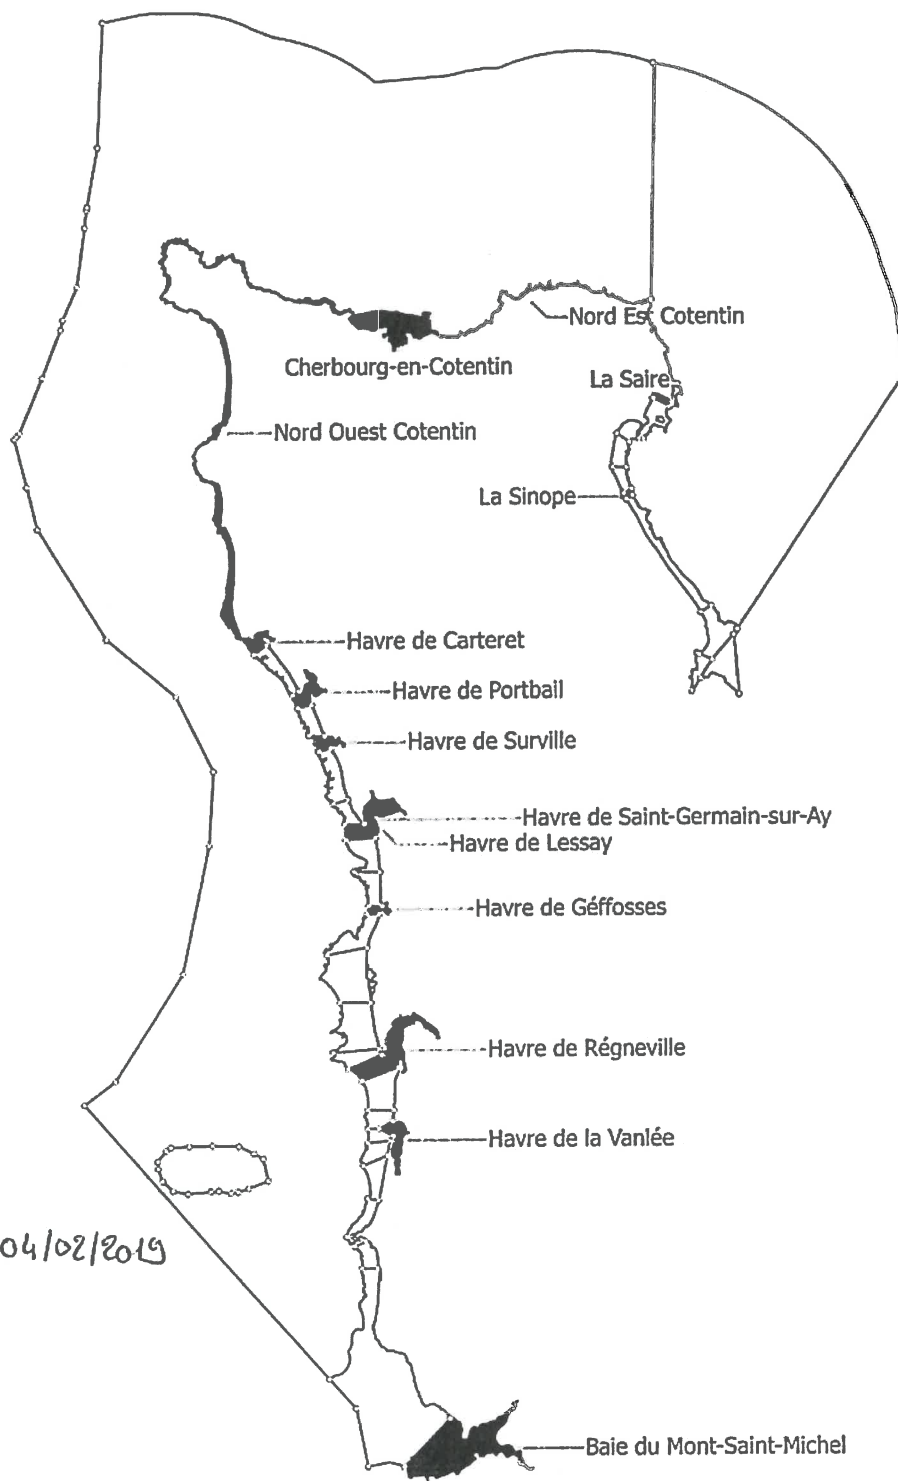 Nord Est Cotentin
Cherbourg-en-Cotentin
La Saire
Nord Ouest Cotentin
La Sinope
Havre de Carteret
Havre de Portbail
Havre de Surville
Havre de Saint-Germain-sur-Ay
Havre de Lessay
Havre de Géffosses
Havre de Régneville
Havre de la Vanlée
04/02/2019
Baie du Mont-Saint-Michel